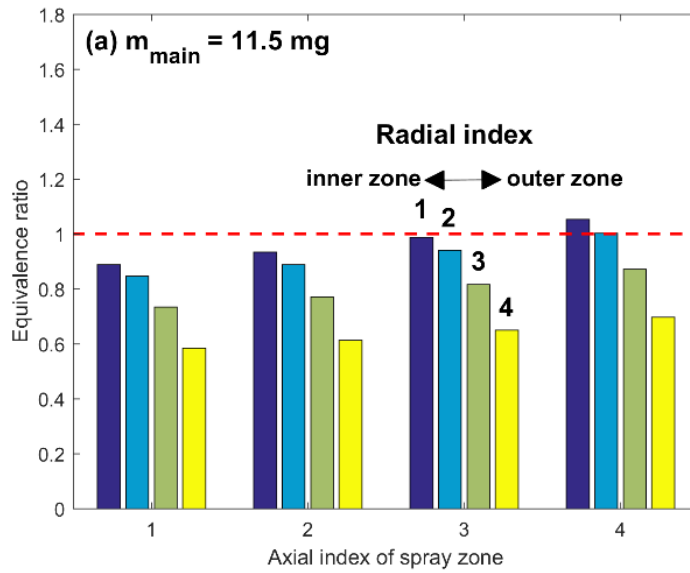 (a) m_main = 11.5 mg
Radial index
inner zone outer zone
1 2
3
4
Equivalence ratio
1.8
1.6
1.4
1.2
1
0.8
0.6
0.4
0.2
0
1 2 3 4
Axial index of spray zone